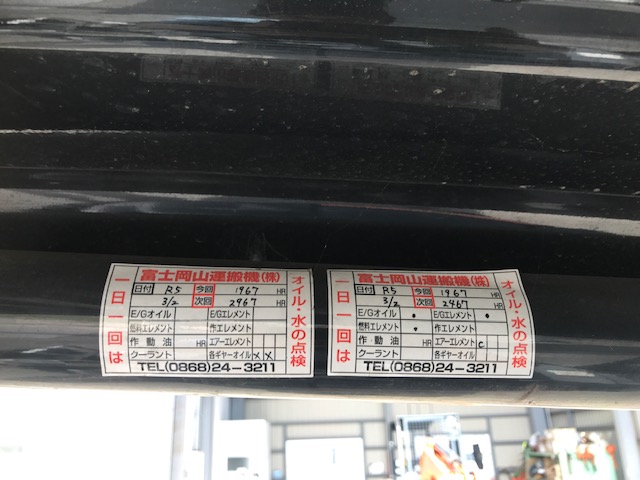 一日一回は
富士岡山運搬機(株)
日付 R5 今回 1967 HR
3/2 次回 2967 HR
E/Gオイル E/Gエレメント
燃料エレメント 作エレメント
作動油 HR エアーエレメント
クーラント 各ギヤーオイル x x
TEL(0868)24-3211
オイル・水の点検
一日一回は
富士岡山運搬機(株)
日付 R5 今回 1967 HR
3/2 次回 2467 HR
E/Gオイル • E/Gエレメント •
燃料エレメント • 作エレメント
作動油 HR エアーエレメント c
クーラント 各ギヤーオイル
TEL(0868)24-3211
オイル・水の点検